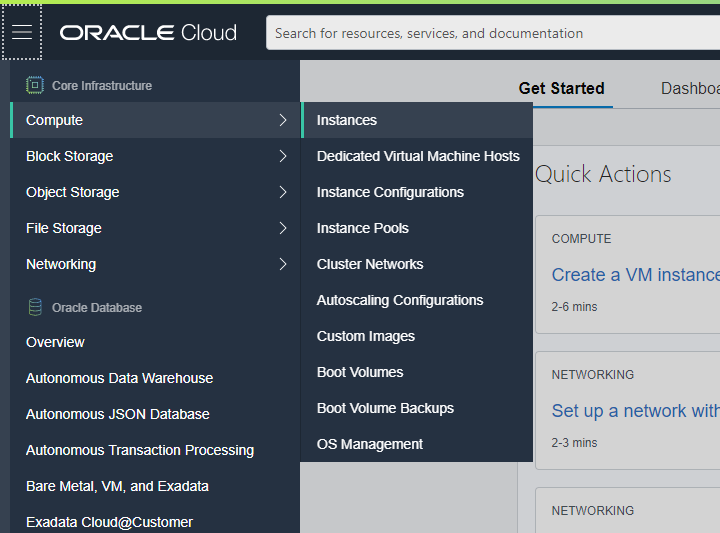 ORACLE Cloud
Search for resources, services, and documentation
Core Infrastructure
Compute
Block Storage
Object Storage
File Storage
Networking
Oracle Database
Overview
Autonomous Data Warehouse
Autonomous JSON Database
Autonomous Transaction Processing
Bare Metal, VM, and Exadata
Exadata Cloud@Customer
Instances
Dedicated Virtual Machine Hosts
Instance Configurations
Instance Pools
Cluster Networks
Autoscaling Configurations
Custom Images
Boot Volumes
Boot Volume Backups
OS Management
Get Started
Dashboa
Quick Actions
COMPUTE
Create a VM instance
2-6 mins
NETWORKING
Set up a network with
2-3 mins
NETWORKING